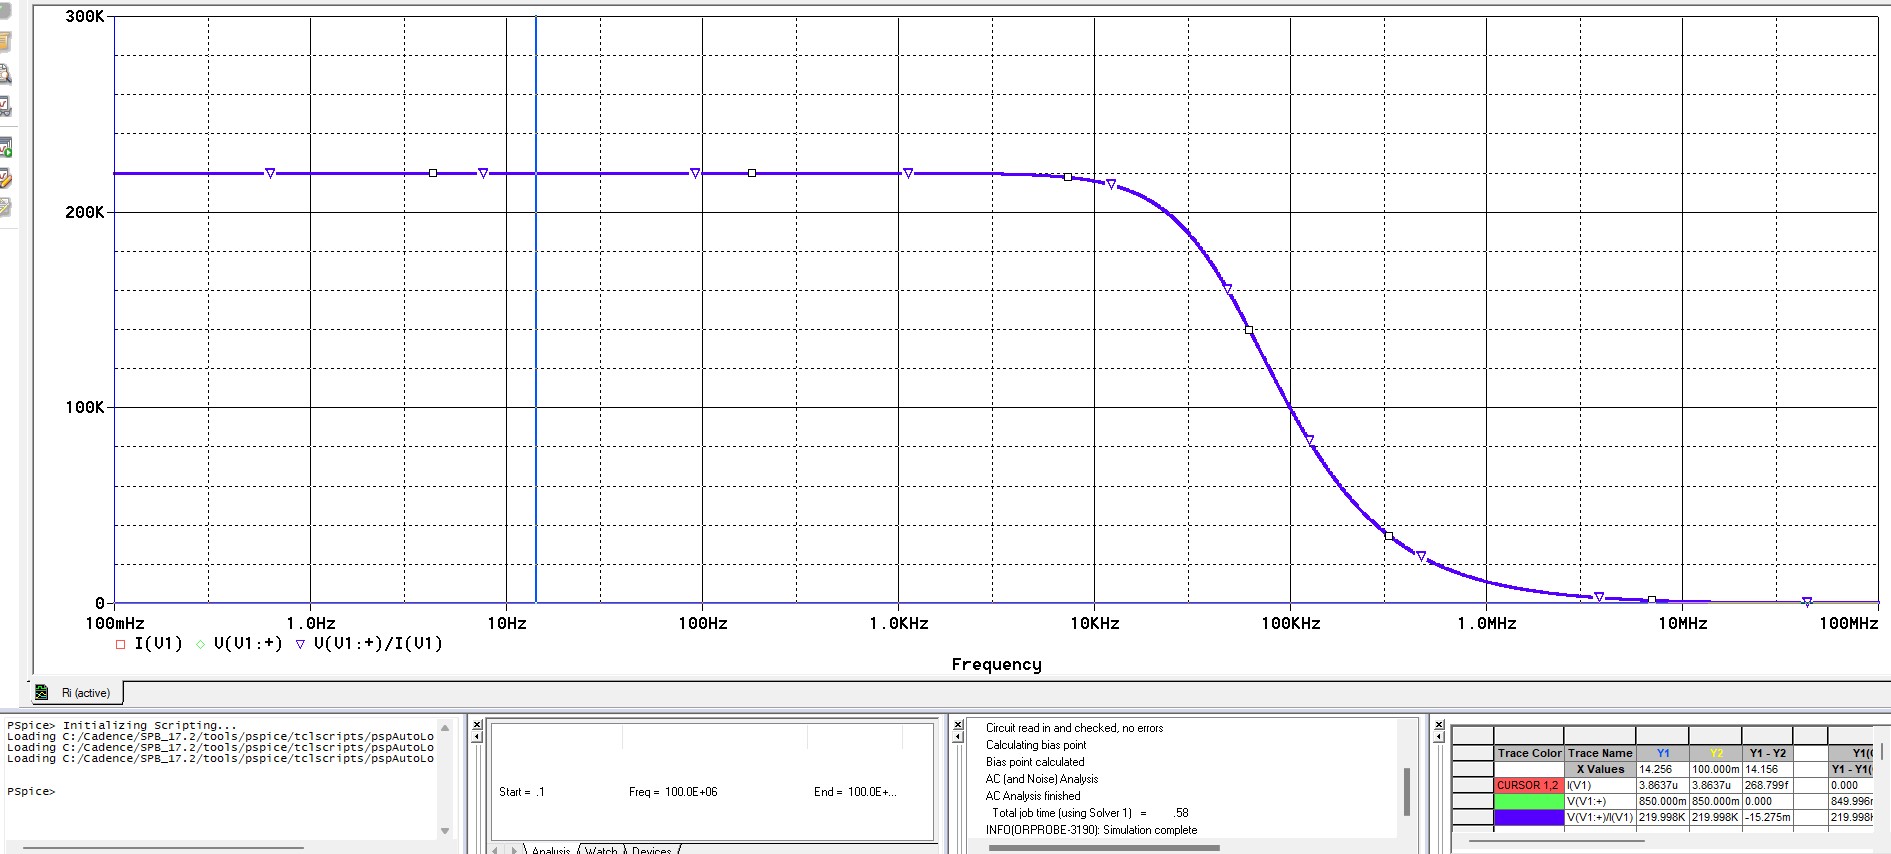 300K
200K
100K
0
100mHz 1.0Hz 10Hz 100Hz 1.0KHz 10KHz 100KHz 1.0MHz 10MHz 100MHz
I(V1) V(V1:+) V(V1:+)/I(V1)
Frequency
Ri (active)
PSpice> Initializing Scripting...
Loading C:/Cadence/SPB_17.2/tools/pspice/tclscripts/pspAutoLo
Loading C:/Cadence/SPB_17.2/tools/pspice/tclscripts/pspAutoLo
Loading C:/Cadence/SPB_17.2/tools/pspice/tclscripts/pspAutoLo
PSpice>
Start = .1 Freq = 100.0E+06 End = 100.0E+...
Analysis Watch Devices
Circuit read in and checked, no errors
Calculating bias point
Bias point calculated
AC (and Noise) Analysis
AC Analysis finished
Total job time (using Solver 1) = .58
INFO(ORPROBE-3190): Simulation complete
Trace Color Trace Name Y1 Y2 Y1 - Y2 Y1(
X Values 14.256 100.000m 14.156 Y1 - Y1(
CURSOR 1,2 I(V1) 3.8637u 3.8637u 268.799f 0.000
V(V1:+) 850.000m 850.000m 0.000 849.996
V(V1:+)/I(V1) 219.998K 219.998K -15.275m 219.998